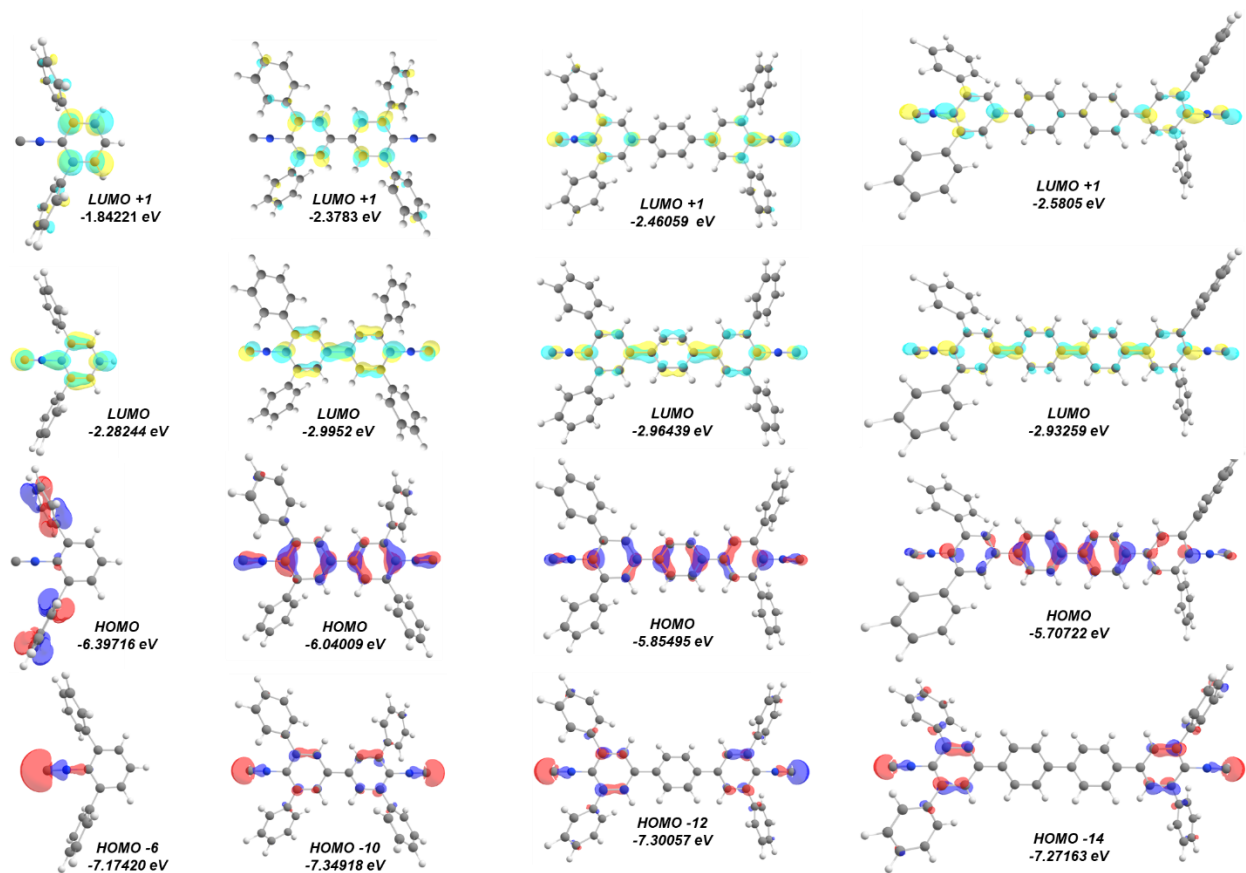 LUMO +1
-1.84221 eV
LUMO +1
-2.3783 eV
LUMO +1
-2.46059 eV
LUMO +1
-2.5805 eV
LUMO
-2.28244 eV
LUMO
-2.9952 eV
LUMO
-2.96439 eV
LUMO
-2.93259 eV
HOMO
-6.39716 eV
HOMO
-6.04009 eV
HOMO
-5.85495 eV
HOMO
-5.70722 eV
HOMO -6
-7.17420 eV
HOMO -10
-7.34918 eV
HOMO -12
-7.30057 eV
HOMO -14
-7.27163 eV